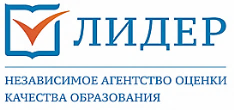 ЛИДЕР
НЕЗАВИСИМОЕ АГЕНТСТВО ОЦЕНКИ
КАЧЕСТВА ОБРАЗОВАНИЯ